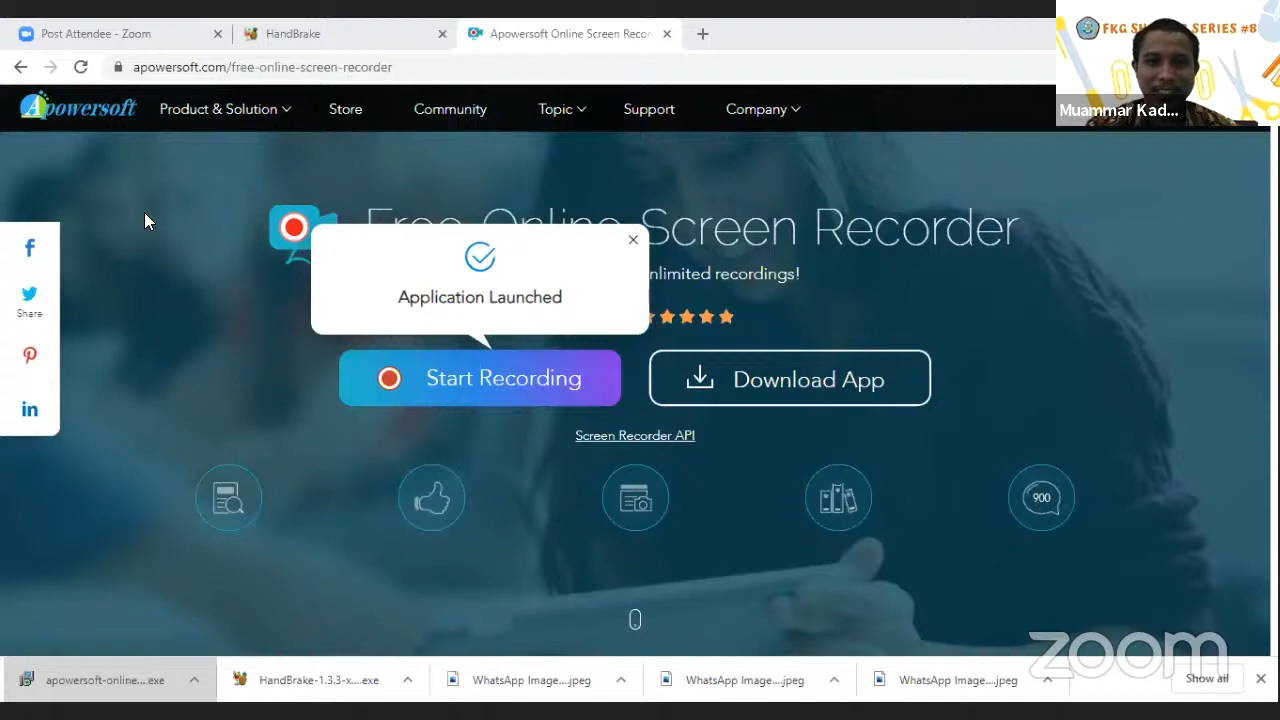 Post Attendee - Zoom
HandBrake
Apowersoft Online Screen Recor
apowersoft.com/free-online-screen-recorder
FKG SH SERIES #8
Muammar Kad...
Apowersoft
Product & Solution
Store
Community
Topic
Support
Company
Free Online Screen Recorder
nlimited recordings!
Application Launched
Share
Start Recording
Download App
Screen Recorder API
900
zoom
apowersoft-online....exe
HandBrake-1.3.3-x....exe
WhatsApp Image....jpeg
WhatsApp Image....jpeg
WhatsApp Image....jpeg
Show all